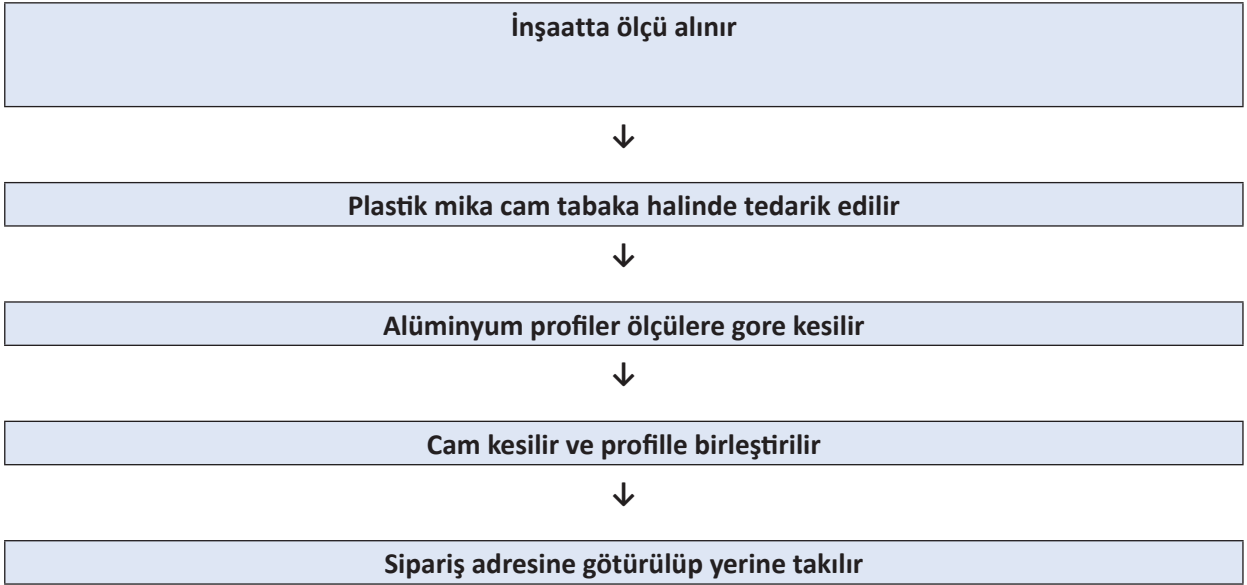 İnşaatta ölçü alınır
↓
Plastik mika cam tabaka halinde tedarik edilir
↓
Alüminyum profiler ölçülere gore kesilir
↓
Cam kesilir ve profille birleştirilir
↓
Sipariş adresine götürülüp yerine takılır